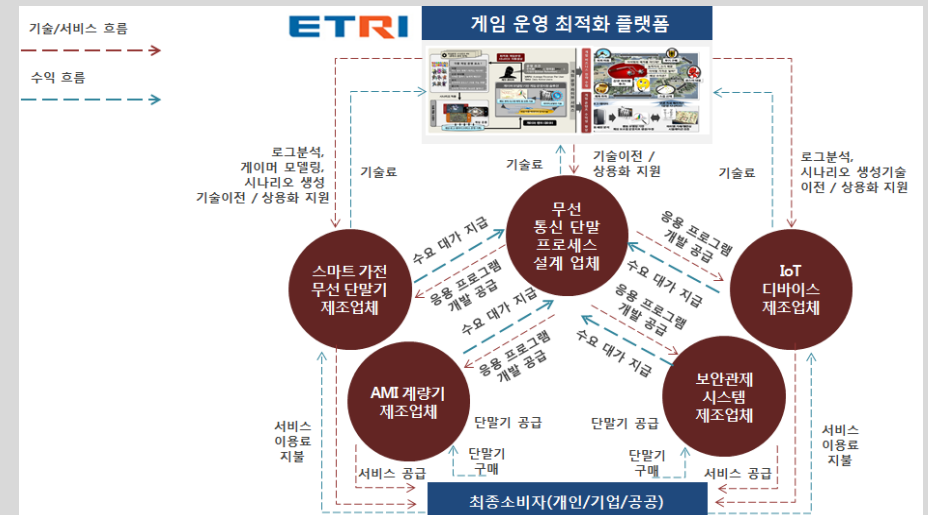 기술/서비스 흐름
수익 흐름
ETRI
게임 운영 최적화 플랫폼
로그분석,
게이머 모델링,
시나리오 생성
기술이전 / 상용화 지원
기술료
기술료
기술이전 /
상용화 지원
기술료
로그분석,
시나리오 생성기술
이전 / 상용화 지원
무선
통신 단말
프로세스
설계 업체
스마트 가전
무선 단말기
제조업체
IoT
디바이스
제조업체
수요 대가 지급
응용 프로그램
개발 공급
수요 대가 지급
응용 프로그램
개발 공급
응용 프로그램
개발 공급
수요 대가 지급
응용 프로그램
개발 공급
수요 대가 지급
AMI 계량기
제조업체
보안관제
시스템
제조업체
단말기 공급
단말기 공급
서비스
이용료
지불
서비스
이용료
지불
단말기
구매
단말기
구매
서비스 공급
서비스 공급
최종소비자(개인/기업/공공)